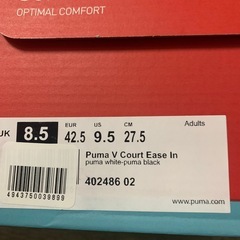 OPTIMAL COMFORT
EUR US CM Adults
UK 8.5 42.5 9.5 27.5
Puma V Court Ease In
puma white-puma black
402486 02
4943750039899
www.puma.com